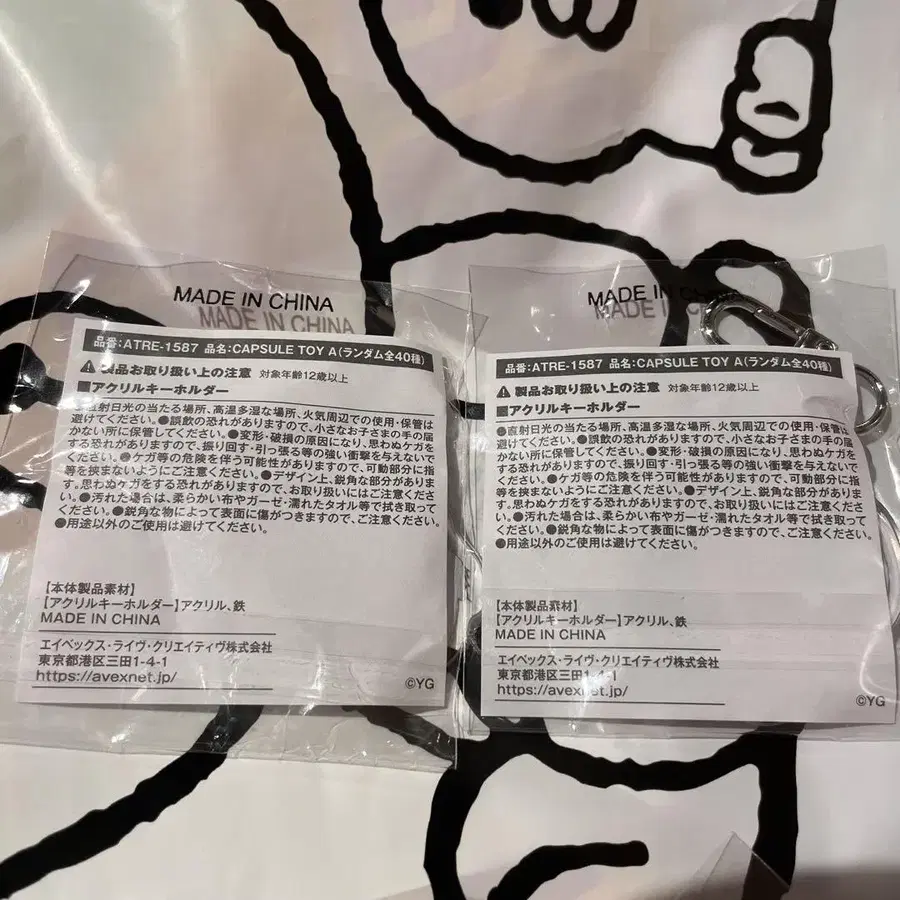 MADE IN CHINA
MADE IN CHINA
品番:ATRE-1587 品名:CAPSULE TOY A(ランダム全40種)
製品お取り扱い上の注意 対象年齢12歳以上
■アクリルキーホルダー
●直射日光の当たる場所、高温多湿な場所、火気周辺での使用・保管は
避けてください。●誤飲の恐れがありますので、小さなお子さまの手の届
かない所に保管してください。●変形・破損の原因になり、思わぬケガを
する恐れがありますので、振り回す・引っ張る等の強い衝撃を与えないで
ください。●ケガ等の危険を伴う可能性がありますので、可動部分に指
等を挟まないようにご注意ください。●デザイン上、鋭角な部分がありま
す。思わぬケガをする恐れがありますので、お取り扱いにはご注意くださ
い。●汚れた場合は、柔らかい布やガーゼ・濡れたタオル等で拭き取って
ください。●鋭角な物によって表面に傷がつきますので、ご注意ください。
●用途以外のご使用は避けてください。
【本体製品素材】
【アクリルキーホルダー】アクリル、鉄
MADE IN CHINA
エイベックス・ライヴ・クリエイティヴ株式会社
東京都港区三田1-4-1
https://avexnet.jp/
©YG
MADE IN CHINA
MADE IN CHINA
品番:ATRE-1587 品名:CAPSULE TOY A(ランダム全40種)
製品お取り扱い上の注意 対象年齢12歳以上
■アクリルキーホルダー
●直射日光の当たる場所、高温多湿な場所、火気周辺での使用・保管は
避けてください。●誤飲の恐れがありますので、小さなお子さまの手の届
かない所に保管してください。●変形・破損の原因になり、思わぬケガを
する恐れがありますので、振り回す・引っ張る等の強い衝撃を与えないで
ください。●ケガ等の危険を伴う可能性がありますので、可動部分に指
等を挟まないようにご注意ください。●デザイン上、鋭角な部分がありま
す。思わぬケガをする恐れがありますので、お取り扱いにはご注意くださ
い。●汚れた場合は、柔らかい布やガーゼ・濡れたタオル等で拭き取って
ください。●鋭角な物によって表面に傷がつきますので、ご注意ください。
●用途以外のご使用は避けてください。
【本体製品素材】
【アクリルキーホルダー】アクリル、鉄
MADE IN CHINA
エイベックス・ライヴ・クリエイティヴ株式会社
東京都港区三田1-4-1
https://avexnet.jp/
©YG